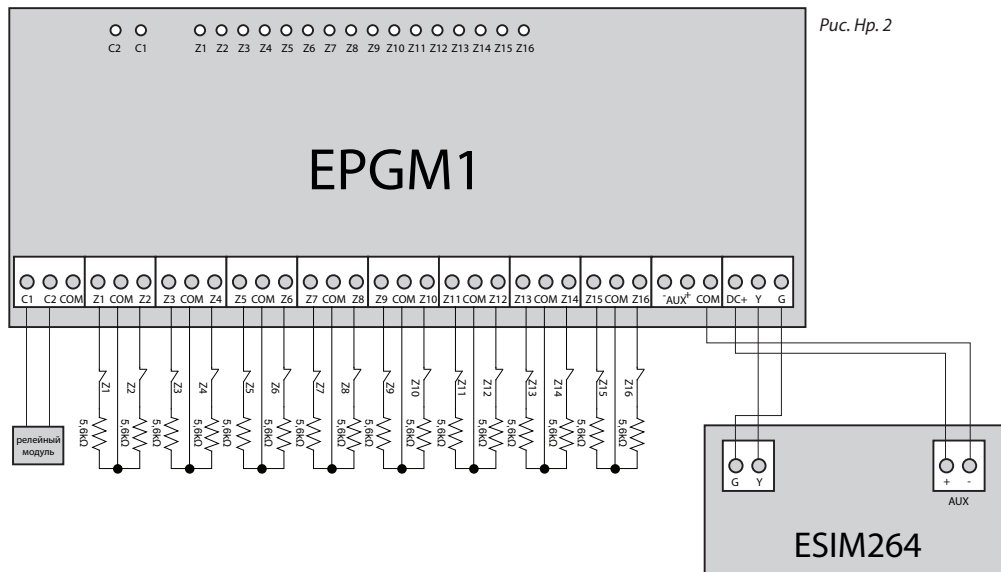 Рис. Нр. 2
C2 C1 Z1 Z2 Z3 Z4 Z5 Z6 Z7 Z8 Z9 Z10 Z11 Z12 Z13 Z14 Z15 Z16
EPGM1
C1 C2 COM Z1 COM Z2 Z3 COM Z4 Z5 COM Z6 Z7 COM Z8 Z9 COM Z10 Z11 COM Z12 Z13 COM Z14 Z15 COM Z16 - AUX + COM DC+ Y G
Z1 Z2 Z3 Z4 Z5 Z6 Z7 Z8 Z9 Z10 Z11 Z12 Z13 Z14 Z15 Z16
5,6kΩ 5,6kΩ 5,6kΩ 5,6kΩ 5,6kΩ 5,6kΩ 5,6kΩ 5,6kΩ 5,6kΩ 5,6kΩ 5,6kΩ 5,6kΩ 5,6kΩ 5,6kΩ 5,6kΩ 5,6kΩ
релейный
модуль
G Y + -
AUX
ESIM264